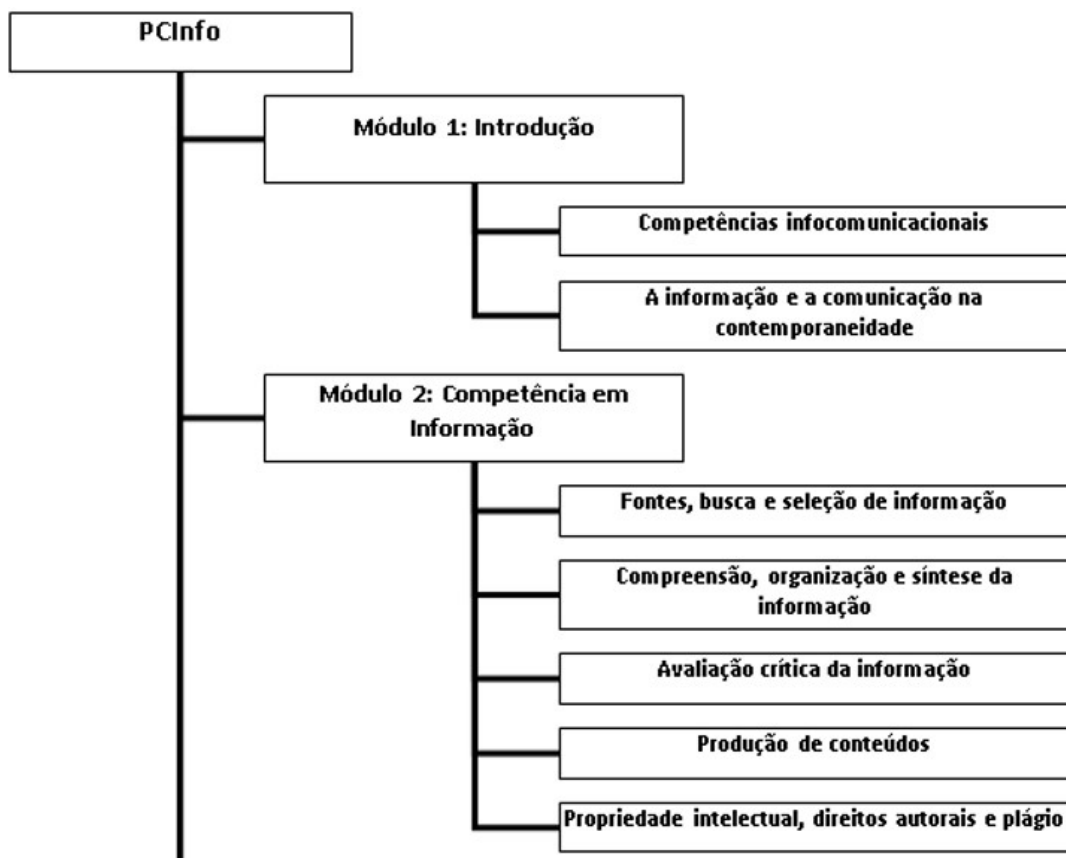 PCInfo
Módulo 1: Introdução
Competências infocomunicacionais
A informação e a comunicação na
contemporaneidade
Módulo 2: Competência em
Informação
Fontes, busca e seleção de informação
Compreensão, organização e síntese da
informação
Avaliação crítica da informação
Produção de conteúdos
Propriedade intelectual, direitos autorais e plágio